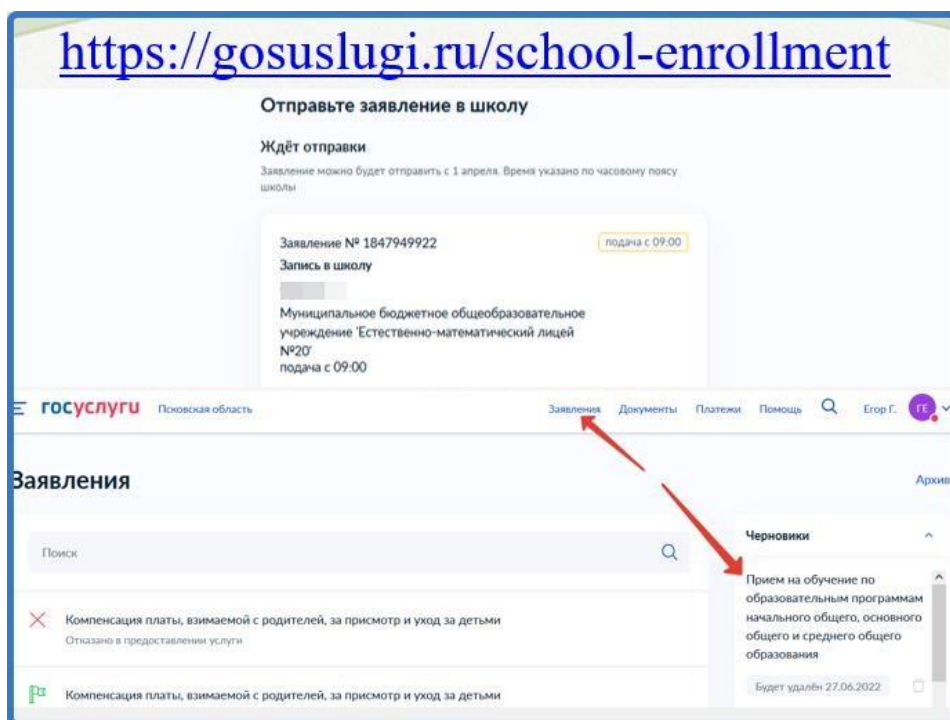 https://gosuslugi.ru/school-enrollment
Отправьте заявление в школу
Ждёт отправки
Заявление можно будет отправить с 1 апреля. Время указано по часовому поясу
школы
Заявление № 1847949922
подача с 09:00
Запись в школу
Муниципальное бюджетное общеобразовательное
учреждение 'Естественно-математический лицей
№20'
подача с 09:00
госуслуги Псковская область Заявления Документы Платежи Помощь Егор Г. ГЕ
Заявления
Архив
Поиск
Черновики
Прием на обучение по
образовательным программам
начального общего, основного
общего и среднего общего
образования
Будет удалён 27.06.2022
Компенсация платы, взимаемой с родителей, за присмотр и уход за детьми
Отказано в предоставлении услуги
Компенсация платы, взимаемой с родителей, за присмотр и уход за детьми